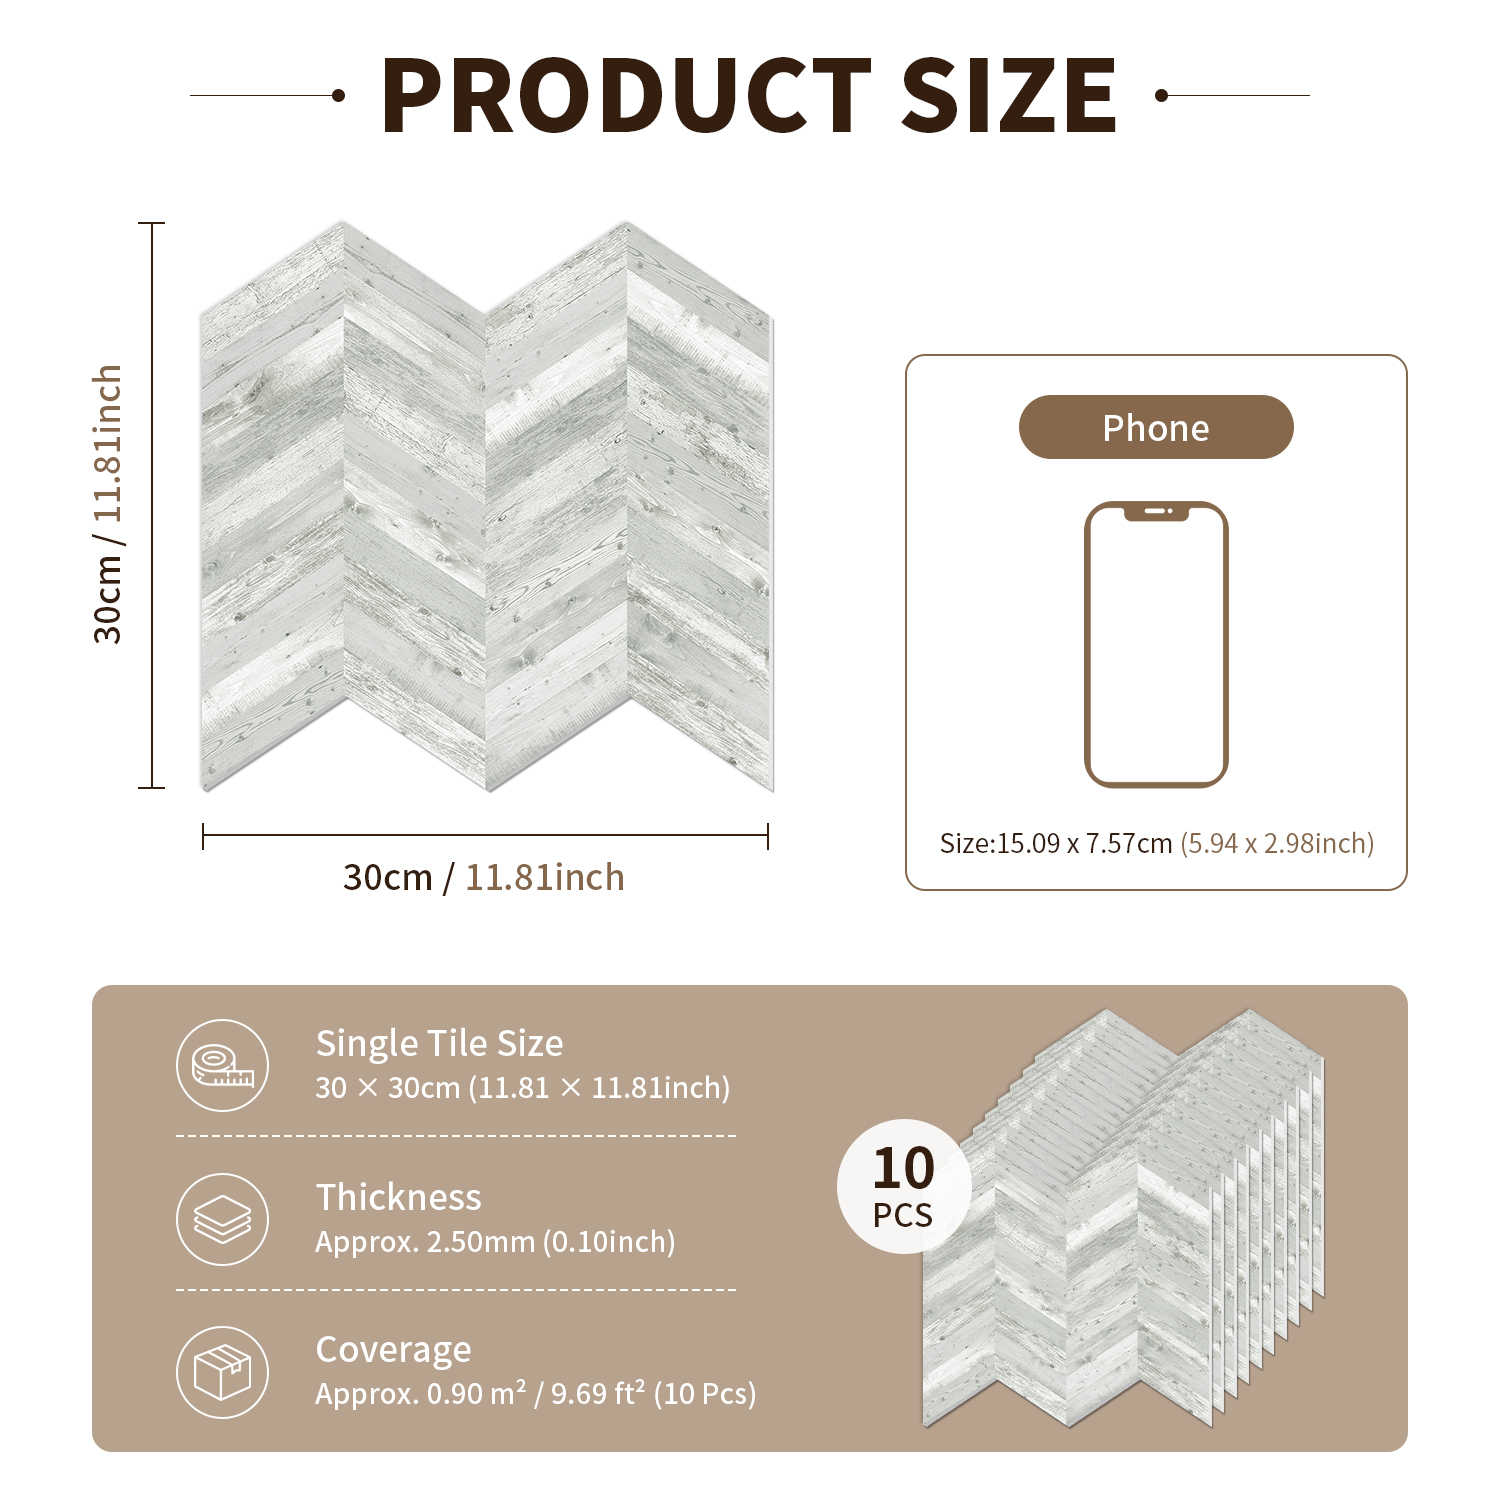 PRODUCT SIZE
30cm / 11.81inch
30cm / 11.81inch
Phone
Size:15.09 x 7.57cm (5.94 x 2.98inch)
Single Tile Size
30 × 30cm (11.81 × 11.81inch)
Thickness
Approx. 2.50mm (0.10inch)
Coverage
Approx. 0.90 m² / 9.69 ft² (10 Pcs)
10
PCS